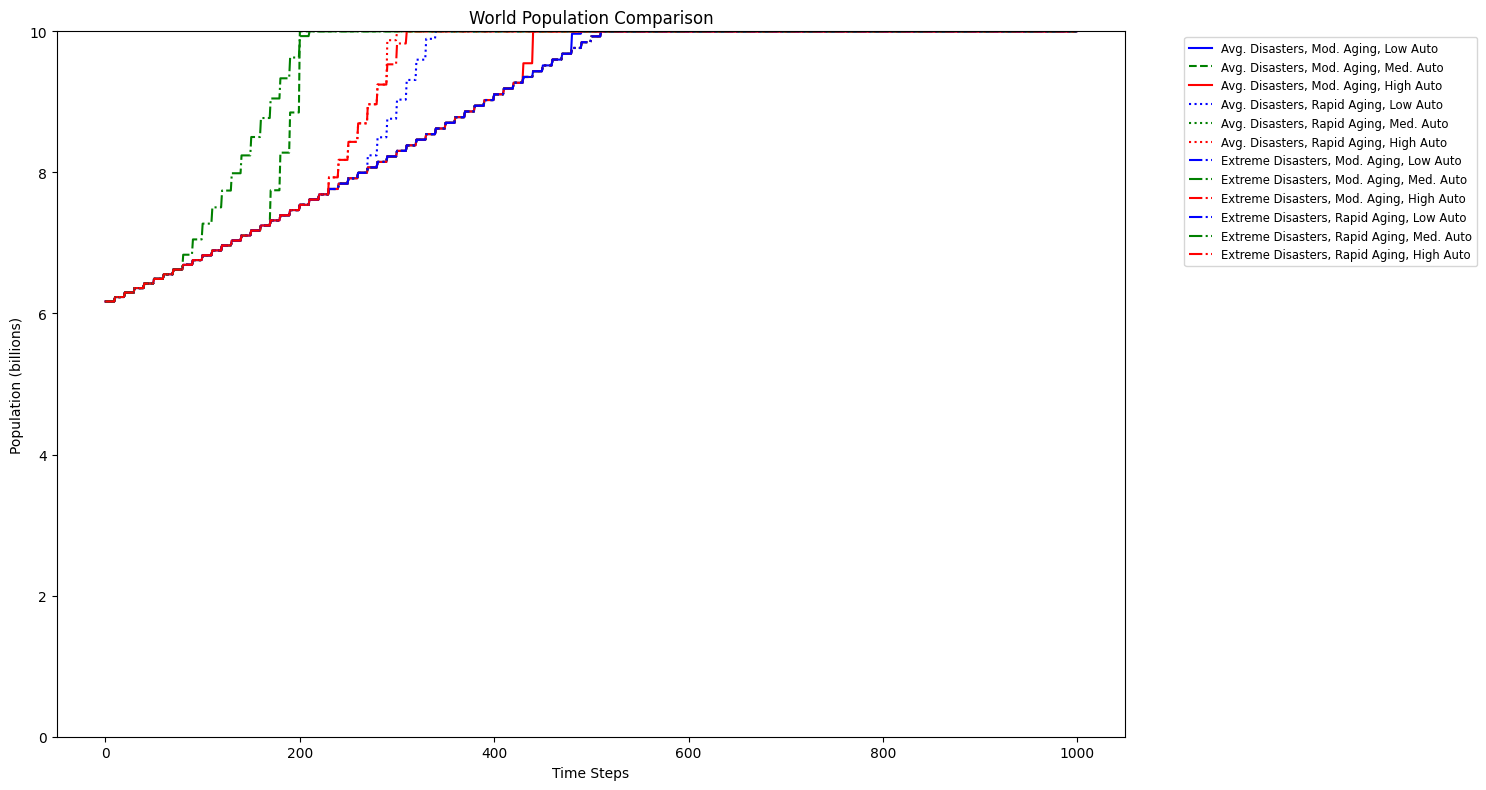 World Population Comparison
10
8
6
4
2
0
Population (billions)
0 200 400 600 800 1000
Time Steps
Avg. Disasters, Mod. Aging, Low Auto
Avg. Disasters, Mod. Aging, Med. Auto
Avg. Disasters, Mod. Aging, High Auto
Avg. Disasters, Rapid Aging, Low Auto
Avg. Disasters, Rapid Aging, Med. Auto
Avg. Disasters, Rapid Aging, High Auto
Extreme Disasters, Mod. Aging, Low Auto
Extreme Disasters, Mod. Aging, Med. Auto
Extreme Disasters, Mod. Aging, High Auto
Extreme Disasters, Rapid Aging, Low Auto
Extreme Disasters, Rapid Aging, Med. Auto
Extreme Disasters, Rapid Aging, High Auto